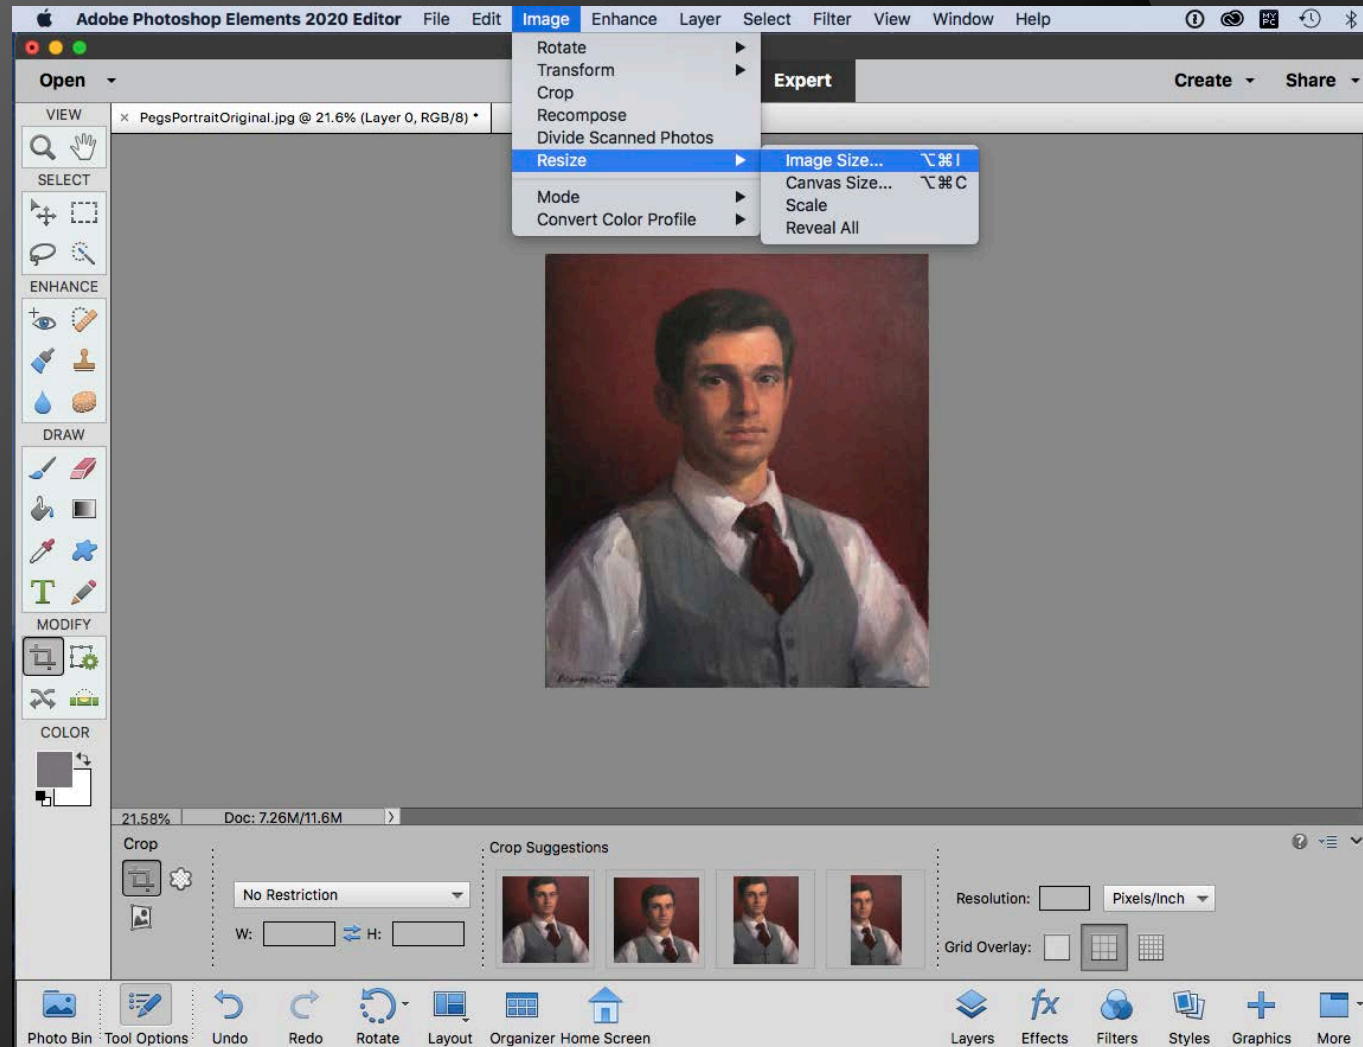 Adobe Photoshop Elements 2020 Editor File Edit Image Enhance Layer Select Filter View Window Help
Open Expert Create Share
Rotate
Transform
Crop
Recompose
Divide Scanned Photos
Resize
Mode
Convert Color Profile
Image Size... ⌥⌘I
Canvas Size... ⌥⌘C
Scale
Reveal All
× PegsPortraitOriginal.jpg @ 21.6% (Layer 0, RGB/8) *
VIEW
SELECT
ENHANCE
DRAW
T
MODIFY
COLOR
21.58% Doc: 7.26M/11.6M
Crop
No Restriction
W: H:
Crop Suggestions
Resolution: Pixels/Inch
Grid Overlay:
Photo Bin Tool Options Undo Redo Rotate Layout Organizer Home Screen Layers fx Effects Filters Styles Graphics More